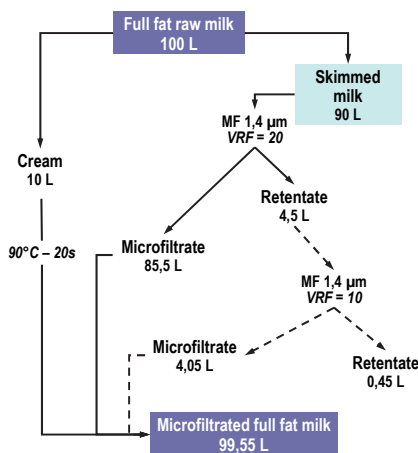 Full fat raw milk
100 L
Skimmed
milk
90 L
MF 1,4 µm
VRF = 20
Cream
10 L
Retentate
4,5 L
90°C – 20s
Microfiltrate
85,5 L
MF 1,4 µm
VRF = 10
Microfiltrate
4,05 L
Retentate
0,45 L
Microfiltrated full fat milk
99,55 L